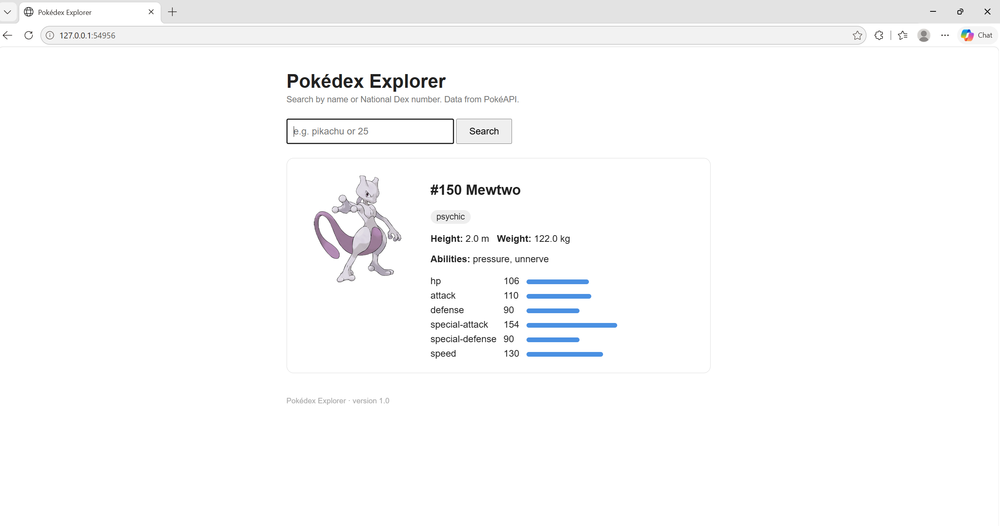 Pokédex Explorer
127.0.0.1:54956
Chat
Pokédex Explorer
Search by name or National Dex number. Data from PokéAPI.
e.g. pikachu or 25
Search
#150 Mewtwo
psychic
Height: 2.0 m Weight: 122.0 kg
Abilities: pressure, unnerve
hp 106
attack 110
defense 90
special-attack 154
special-defense 90
speed 130
Pokédex Explorer · version 1.0